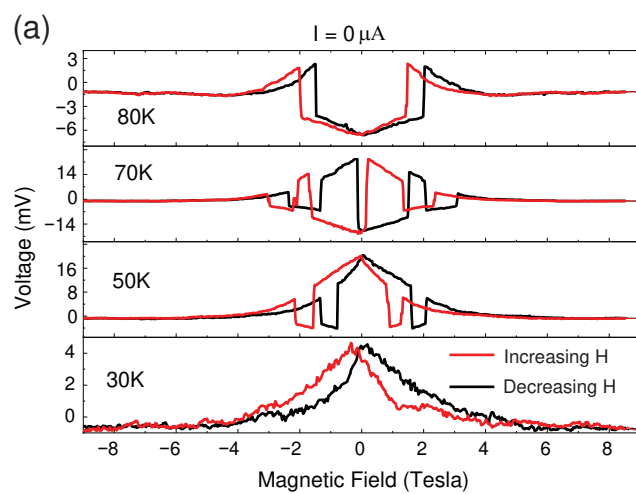 (a)
I = 0 μA
3
0
−3
−6
80K
70K
14
0
−14
50K
20
16
8
0
30K
Increasing H
Decreasing H
4
2
0
−8 −6 −4 −2 0 2 4 6 8
Magnetic Field (Tesla)
Voltage (mV)